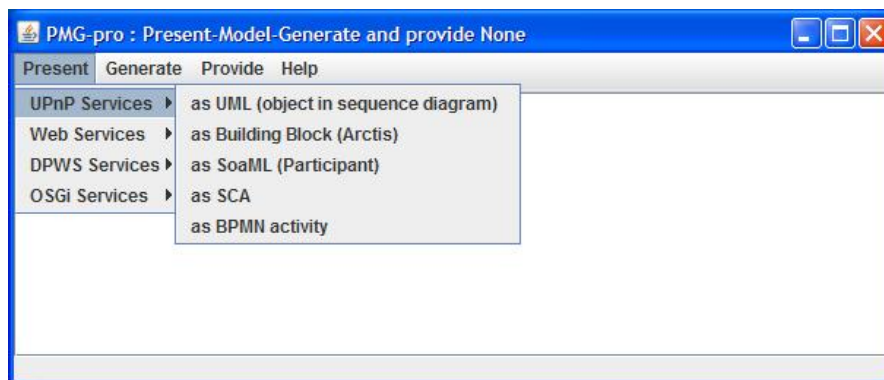 PMG-pro : Present-Model-Generate and provide None
Present Generate Provide Help
UPnP Services
Web Services
DPWS Services
OSGi Services
as UML (object in sequence diagram)
as Building Block (Arctis)
as SoaML (Participant)
as SCA
as BPMN activity